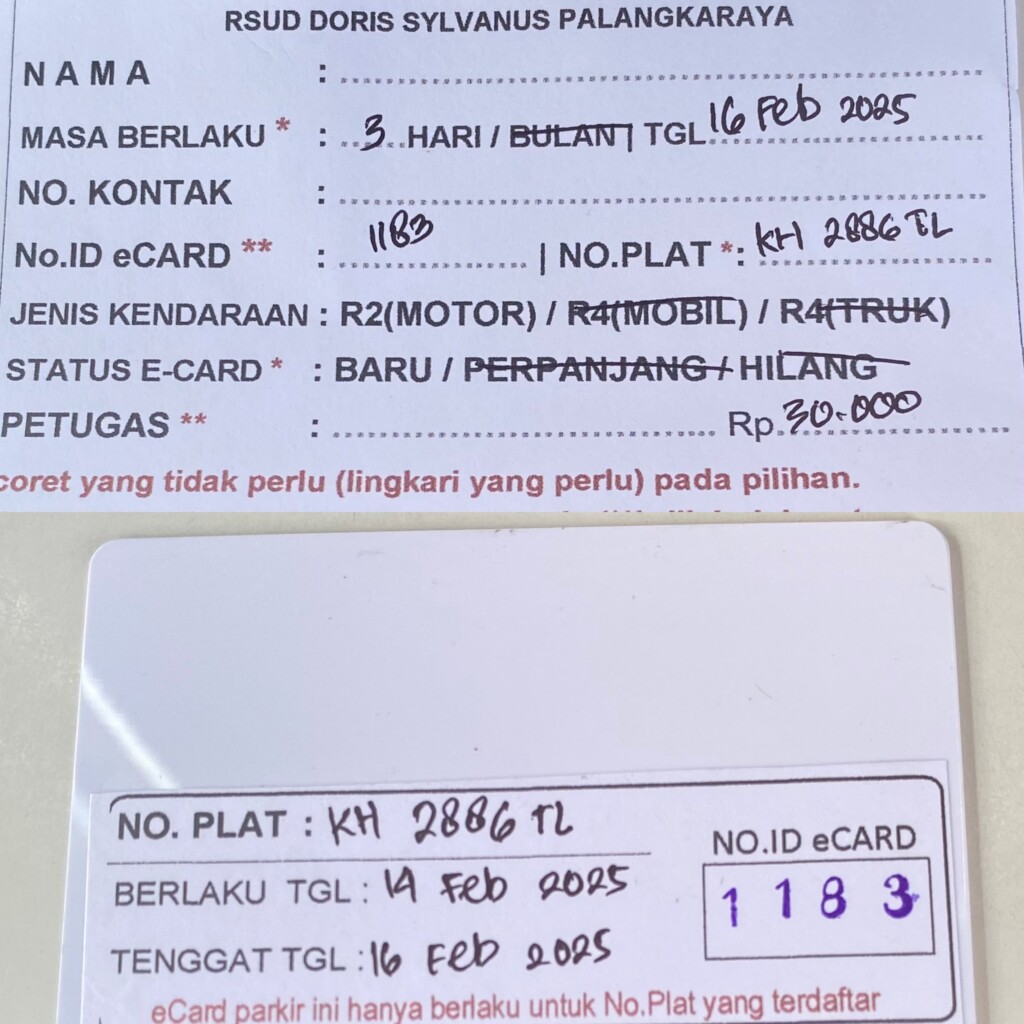 RSUD DORIS SYLVANUS PALANGKARAYA
NAMA : ........................
MASA BERLAKU * : ..3.. HARI / BULAN | TGL. 16 Feb 2025
NO. KONTAK : ........................
No.ID eCARD ** : 1183 | NO.PLAT *: KH 2886 TL
JENIS KENDARAAN : R2(MOTOR) / R4(MOBIL) / R4(TRUK)
STATUS E-CARD * : BARU / PERPANJANG / HILANG
PETUGAS ** : ........................ Rp. 30.000
coret yang tidak perlu (lingkari yang perlu) pada pilihan.
NO. PLAT : KH 2886 TL
BERLAKU TGL : 14 Feb 2025
TENGGAT TGL : 16 Feb 2025
NO.ID eCARD
1183
eCard parkir ini hanya berlaku untuk No.Plat yang terdaftar